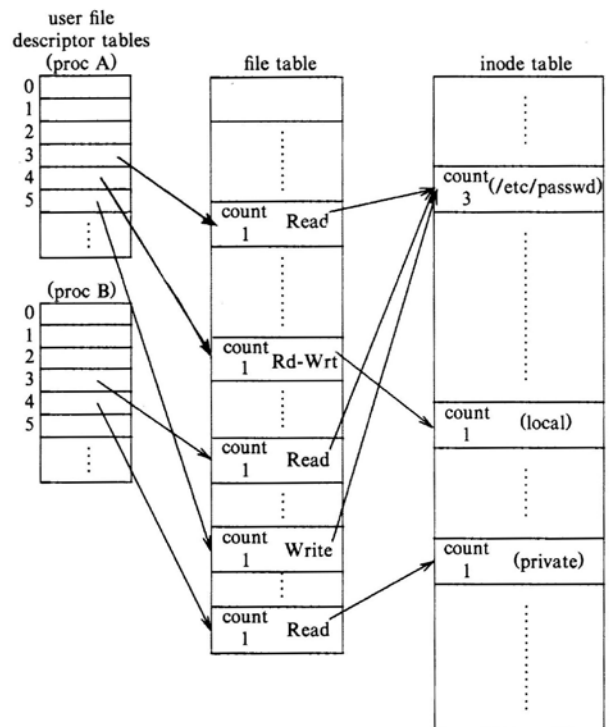 user file
descriptor tables
(proc A)
0
1
2
3
4
5
(proc B)
0
1
2
3
4
5
file table
count
1 Read
count
1 Rd-Wrt
count
1 Read
count
1 Write
count
1 Read
inode table
count
3 (/etc/passwd)
count
1 (local)
count
1 (private)